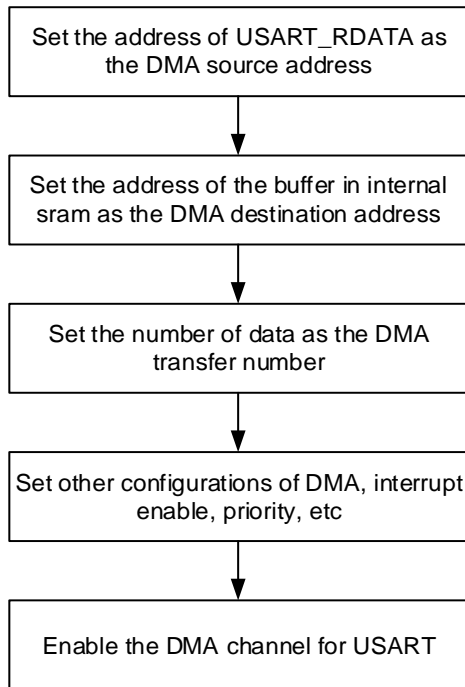 Set the address of USART_RDATA as
the DMA source address
Set the address of the buffer in internal
sram as the DMA destination address
Set the number of data as the DMA
transfer number
Set other configurations of DMA, interrupt
enable, priority, etc
Enable the DMA channel for USART